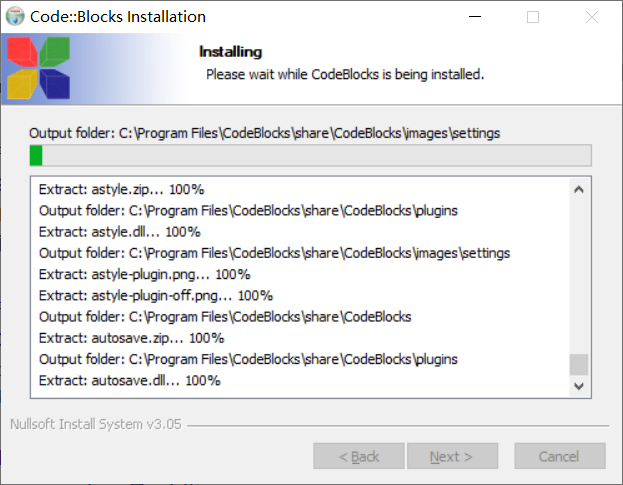 Code::Blocks Installation
Installing
Please wait while CodeBlocks is being installed.
Output folder: C:\Program Files\CodeBlocks\share\CodeBlocks\images\settings
Extract: astyle.zip... 100%
Output folder: C:\Program Files\CodeBlocks\share\CodeBlocks\plugins
Extract: astyle.dll... 100%
Output folder: C:\Program Files\CodeBlocks\share\CodeBlocks\images\settings
Extract: astyle-plugin.png... 100%
Extract: astyle-plugin-off.png... 100%
Output folder: C:\Program Files\CodeBlocks\share\CodeBlocks
Extract: autosave.zip... 100%
Output folder: C:\Program Files\CodeBlocks\share\CodeBlocks\plugins
Extract: autosave.dll... 100%
Nullsoft Install System v3.05
< Back Next > Cancel